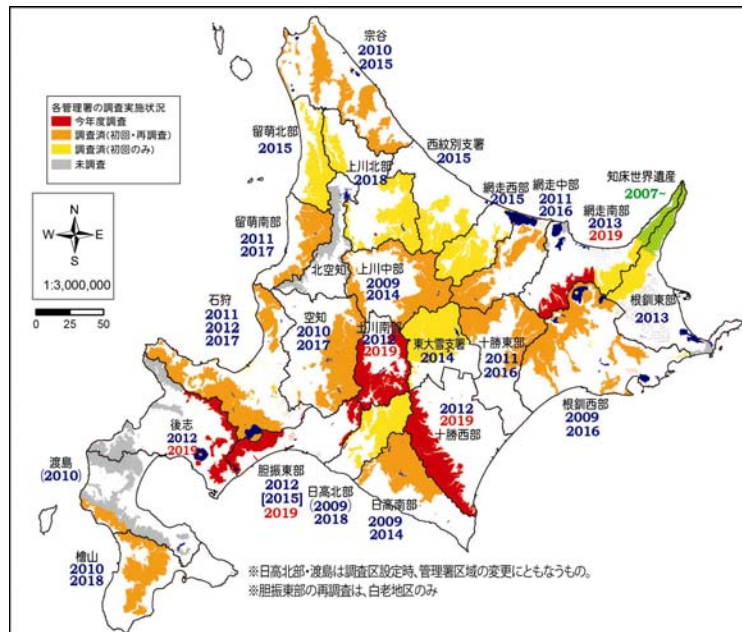 宗谷
2010
2015
各管理署の調査実施状況
今年度調査
調査済(初回・再調査)
調査済(初回のみ)
未調査
留萌北部
2015
上川北部
2018
西紋別支署
2015
網走西部
2015
網走中部
2011
2016
知床世界遺産
2007~
網走南部
2013
2019
N
W E
S
1:3,000,000
0 25 50
留萌南部
2011
2017
北空知
上川中部
2009
2014
根釧東部
2013
石狩
2011
2012
2017
空知
2010
2017
上川南部
2012
2019
東大雪支署
2014
十勝東部
2011
2016
根釧西部
2009
2016
2012
2019
十勝西部
後志
2012
2019
渡島
(2010)
胆振東部
2012
[2015]
2019
日高北部
(2009)
2018
日高南部
2009
2014
檜山
2010
2018
※日高北部・渡島は調査区設定時、管理署区域の変更にともなうもの。
※胆振東部の再調査は、白老地区のみ